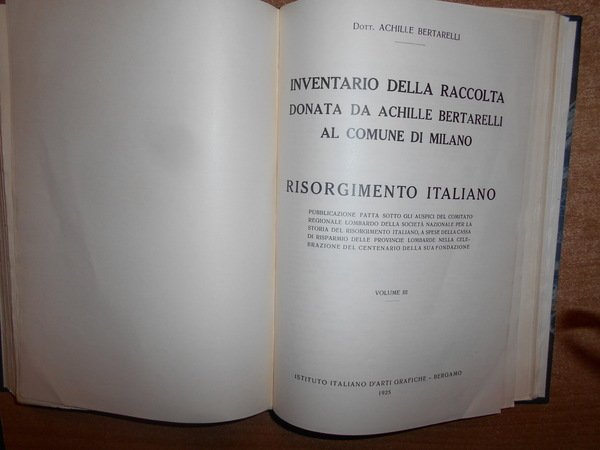 Dott. ACHILLE BERTARELLI
INVENTARIO DELLA RACCOLTA
DONATA DA ACHILLE BERTARELLI
AL COMUNE DI MILANO
RISORGIMENTO ITALIANO
PUBBLICAZIONE FATTA SOTTO GLI AUSPICI DEL COMITATO
REGIONALE LOMBARDO DELLA SOCIETÀ NAZIONALE PER LA
STORIA DEL RISORGIMENTO ITALIANO, A SPESE DELLA CASSA
DI RISPARMIO DELLE PROVINCIE LOMBARDE NELLA CELE-
BRAZIONE DEL CENTENARIO DELLA SUA FONDAZIONE
VOLUME III
ISTITUTO ITALIANO D'ARTI GRAFICHE - BERGAMO
1925